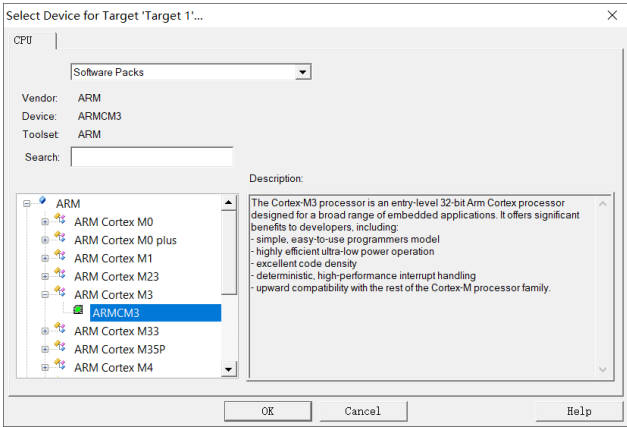 Select Device for Target 'Target 1'...
CPU
Software Packs
Vendor: ARM
Device: ARMCM3
Toolset: ARM
Search:
Description:
ARM
ARM Cortex M0
ARM Cortex M0 plus
ARM Cortex M1
ARM Cortex M23
ARM Cortex M3
ARMCM3
ARM Cortex M33
ARM Cortex M35P
ARM Cortex M4
The Cortex-M3 processor is an entry-level 32-bit Arm Cortex processor
designed for a broad range of embedded applications. It offers significant
benefits to developers, including:
- simple, easy-to-use programmers model
- highly efficient ultra-low power operation
- excellent code density
- deterministic, high-performance interrupt handling
- upward compatibility with the rest of the Cortex-M processor family.
OK
Cancel
Help